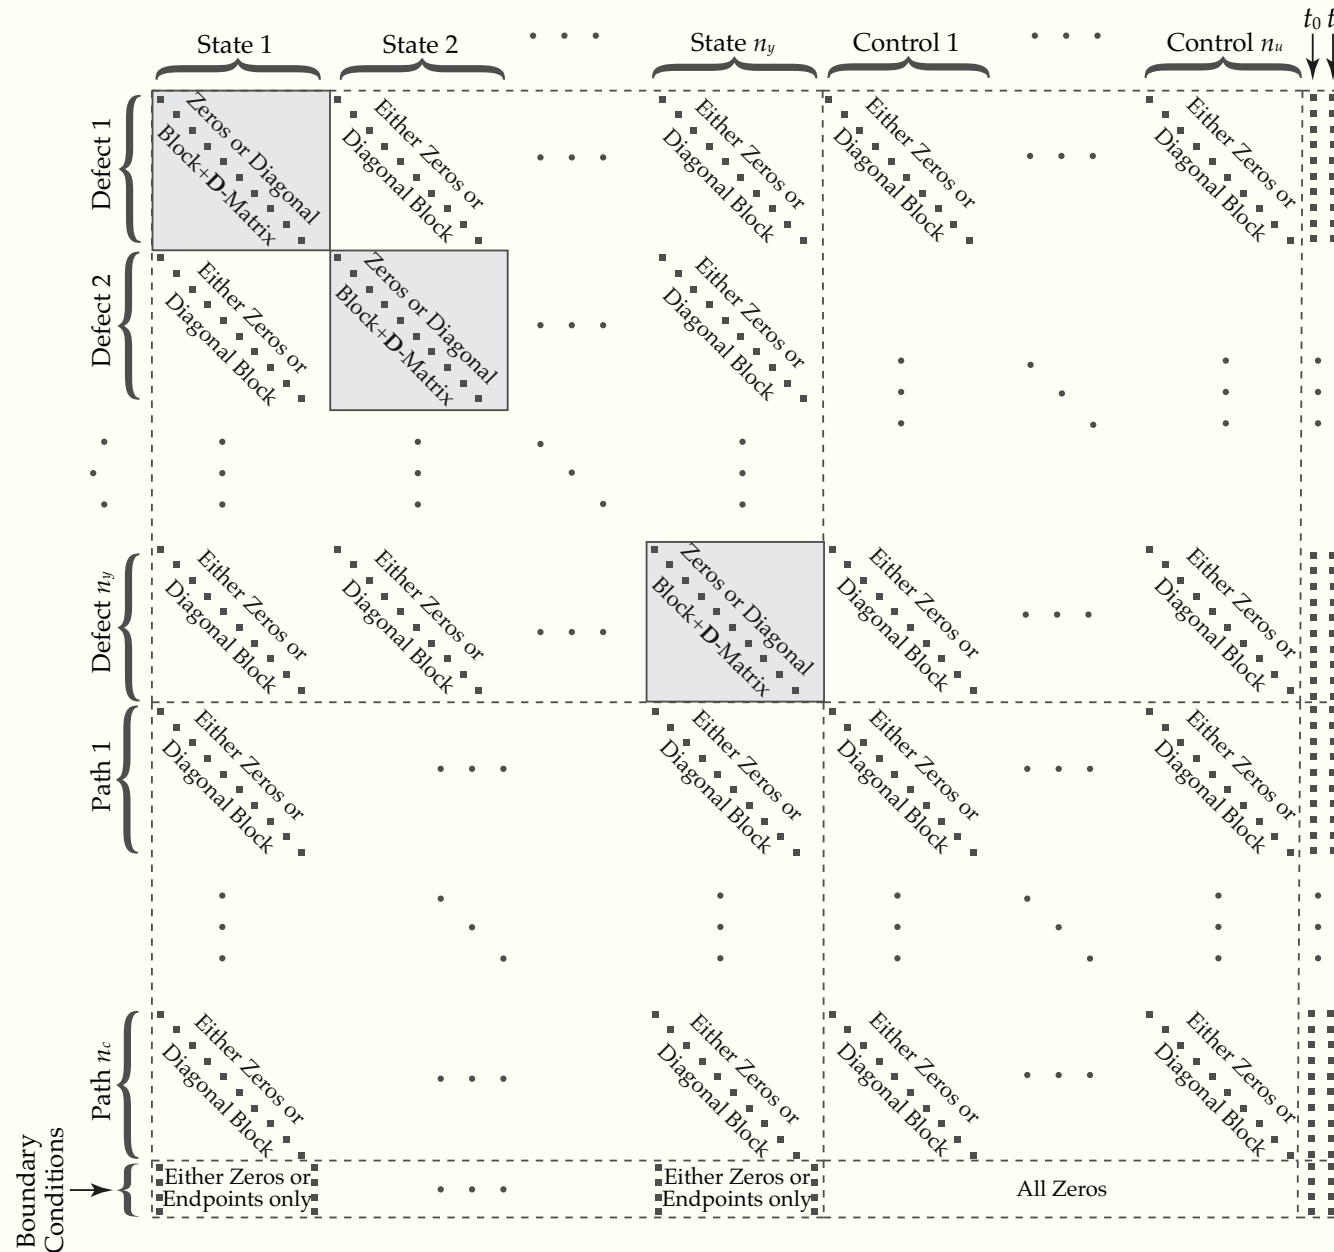 State 1 State 2 State ny Control 1 Control nu t0 t
Defect 1
Zeros or Diagonal
Block+D-Matrix
Either Zeros or
Diagonal Block
Either Zeros or
Diagonal Block
Either Zeros or
Diagonal Block
Either Zeros or
Diagonal Block
Defect 2
Either Zeros or
Diagonal Block
Zeros or Diagonal
Block+D-Matrix
Either Zeros or
Diagonal Block
Defect ny
Either Zeros or
Diagonal Block
Either Zeros or
Diagonal Block
Zeros or Diagonal
Block+D-Matrix
Either Zeros or
Diagonal Block
Either Zeros or
Diagonal Block
Path 1
Either Zeros or
Diagonal Block
Either Zeros or
Diagonal Block
Either Zeros or
Diagonal Block
Either Zeros or
Diagonal Block
Path nc
Either Zeros or
Diagonal Block
Either Zeros or
Diagonal Block
Either Zeros or
Diagonal Block
Either Zeros or
Diagonal Block
Boundary
Conditions
Either Zeros or
Endpoints only
Either Zeros or
Endpoints only
All Zeros